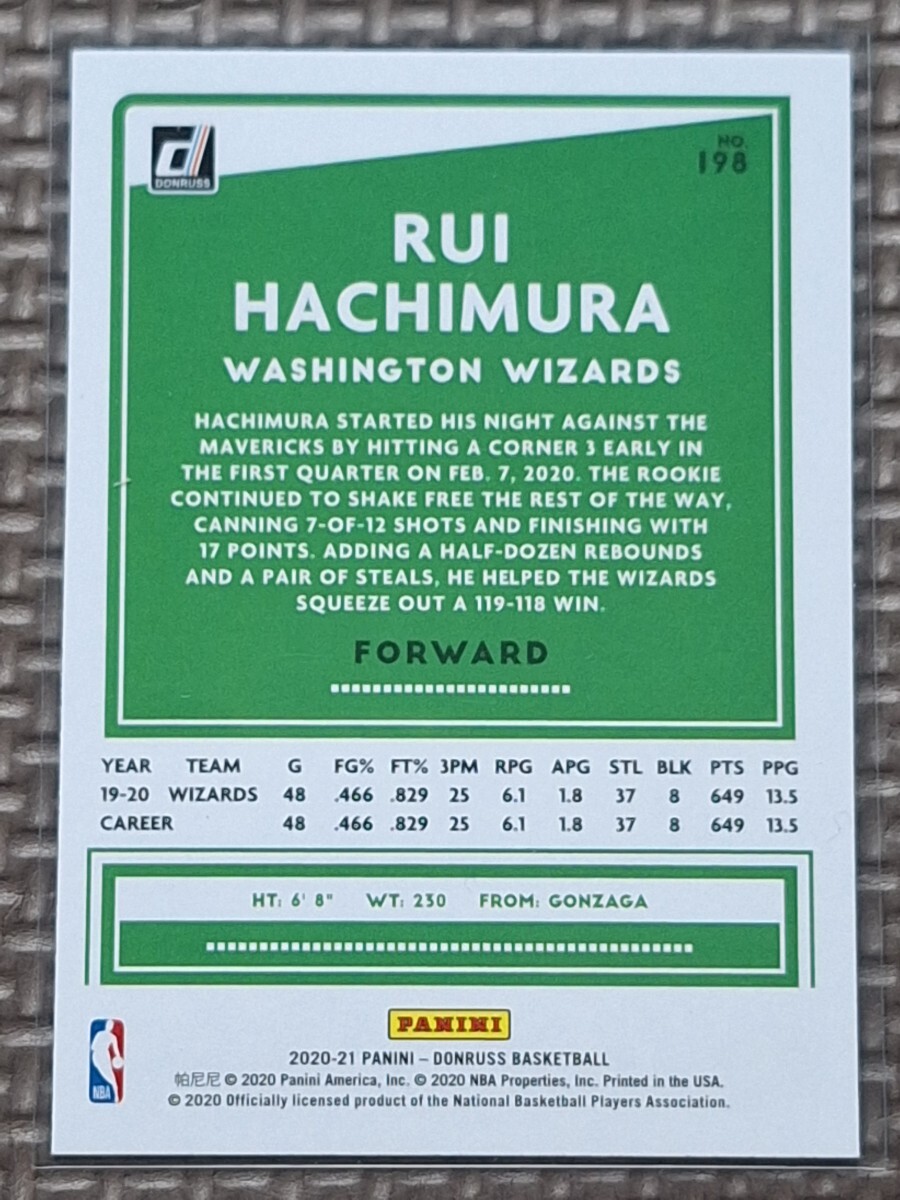 DONRUSS
NO.
198
RUI
HACHIMURA
WASHINGTON WIZARDS
HACHIMURA STARTED HIS NIGHT AGAINST THE
MAVERICKS BY HITTING A CORNER 3 EARLY IN
THE FIRST QUARTER ON FEB. 7, 2020. THE ROOKIE
CONTINUED TO SHAKE FREE THE REST OF THE WAY,
CANNING 7-OF-12 SHOTS AND FINISHING WITH
17 POINTS. ADDING A HALF-DOZEN REBOUNDS
AND A PAIR OF STEALS, HE HELPED THE WIZARDS
SQUEEZE OUT A 119-118 WIN.
FORWARD
YEAR TEAM G FG% FT% 3PM RPG APG STL BLK PTS PPG
19-20 WIZARDS 48 .466 .829 25 6.1 1.8 37 8 649 13.5
CAREER 48 .466 .829 25 6.1 1.8 37 8 649 13.5
HT: 6' 8" WT: 230 FROM: GONZAGA
PANINI
NBA
2020-21 PANINI – DONRUSS BASKETBALL
帕尼尼 © 2020 Panini America, Inc. © 2020 NBA Properties, Inc. Printed in the USA.
© 2020 Officially licensed product of the National Basketball Players Association.